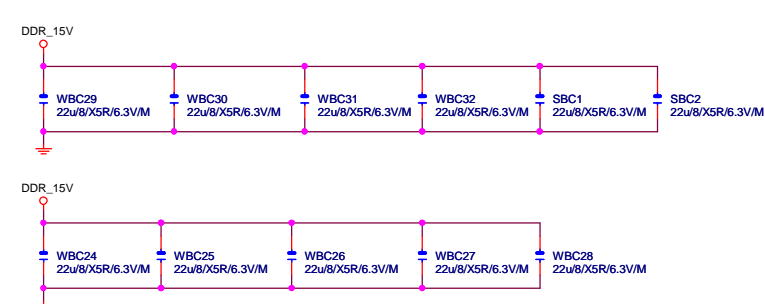 DDR_15V
WBC29
22u/8/X5R/6.3V/M
WBC30
22u/8/X5R/6.3V/M
WBC31
22u/8/X5R/6.3V/M
WBC32
22u/8/X5R/6.3V/M
SBC1
22u/8/X5R/6.3V/M
SBC2
22u/8/X5R/6.3V/M
DDR_15V
WBC24
22u/8/X5R/6.3V/M
WBC25
22u/8/X5R/6.3V/M
WBC26
22u/8/X5R/6.3V/M
WBC27
22u/8/X5R/6.3V/M
WBC28
22u/8/X5R/6.3V/M